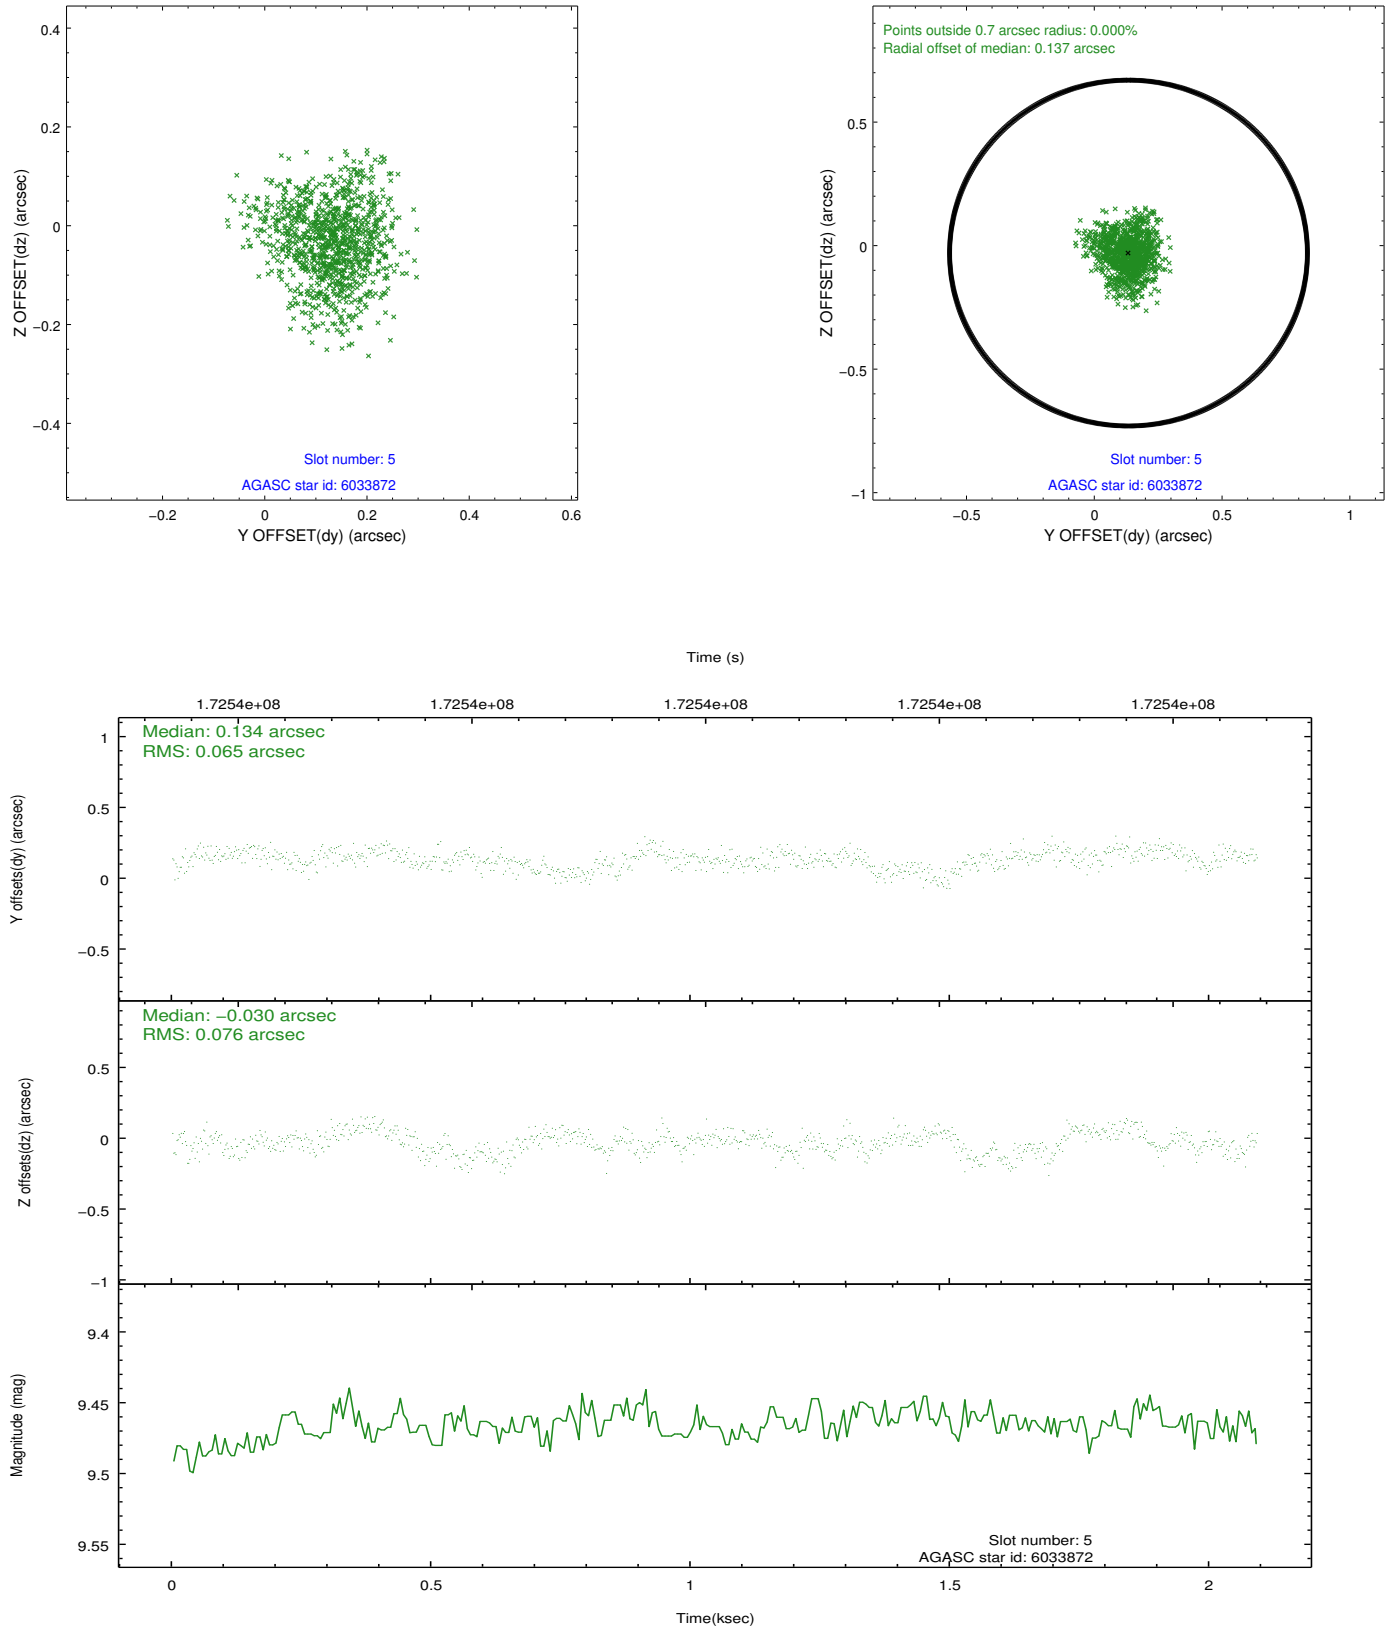 0.4
0.2
0
−0.2
−0.4
Z OFFSET(dz) (arcsec)
Slot number: 5
AGASC star id: 6033872
−0.2 0 0.2 0.4 0.6
Y OFFSET(dy) (arcsec)
Points outside 0.7 arcsec radius: 0.000%
Radial offset of median: 0.137 arcsec
0.5
0
−0.5
−1
Z OFFSET(dz) (arcsec)
Slot number: 5
AGASC star id: 6033872
−0.5 0 0.5 1
Y OFFSET(dy) (arcsec)
Time (s)
1.7254e+08 1.7254e+08 1.7254e+08 1.7254e+08 1.7254e+08
Median: 0.134 arcsec
RMS: 0.065 arcsec
1
0.5
0
−0.5
Y offsets(dy) (arcsec)
Median: −0.030 arcsec
RMS: 0.076 arcsec
0.5
0
−0.5
−1
Z offsets(dz) (arcsec)
9.4
9.45
9.5
9.55
Magnitude (mag)
Slot number: 5
AGASC star id: 6033872
0 0.5 1 1.5 2
Time(ksec)